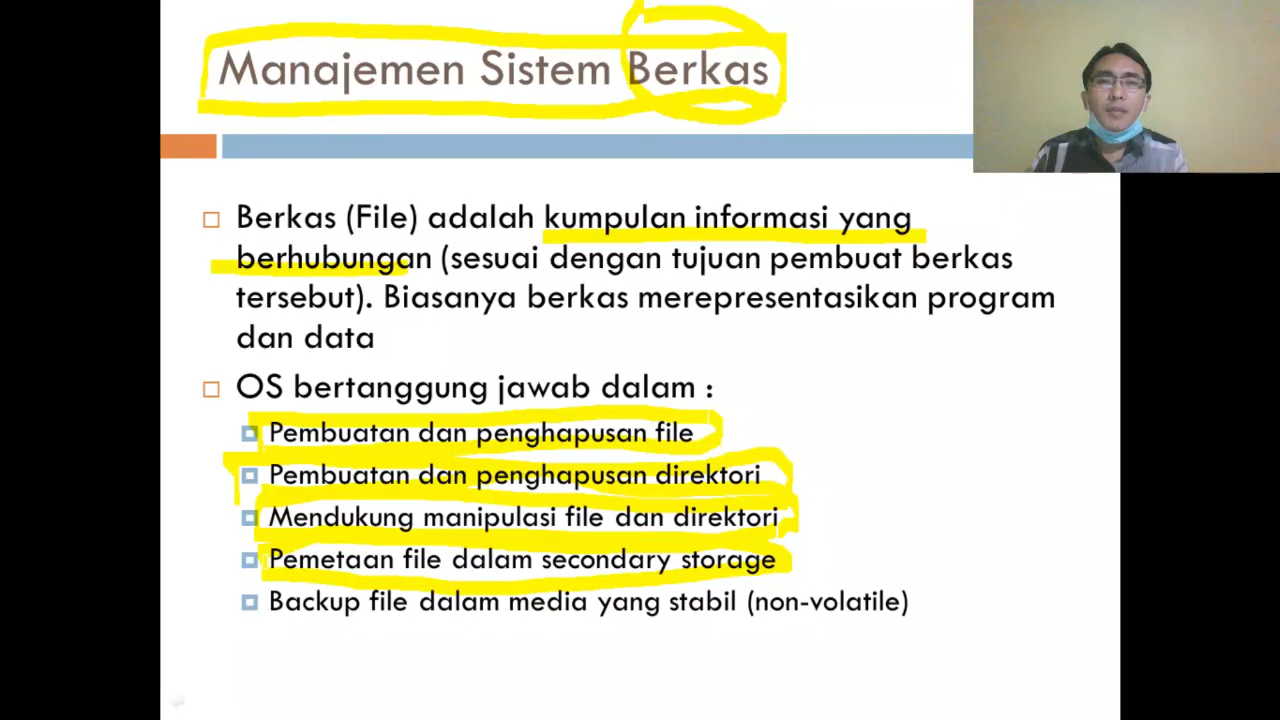 Manajemen Sistem Berkas
Berkas (File) adalah kumpulan informasi yang
berhubungan (sesuai dengan tujuan pembuat berkas
tersebut). Biasanya berkas merepresentasikan program
dan data
OS bertanggung jawab dalam :
Pembuatan dan penghapusan file
Pembuatan dan penghapusan direktori
Mendukung manipulasi file dan direktori
Pemetaan file dalam secondary storage
Backup file dalam media yang stabil (non-volatile)